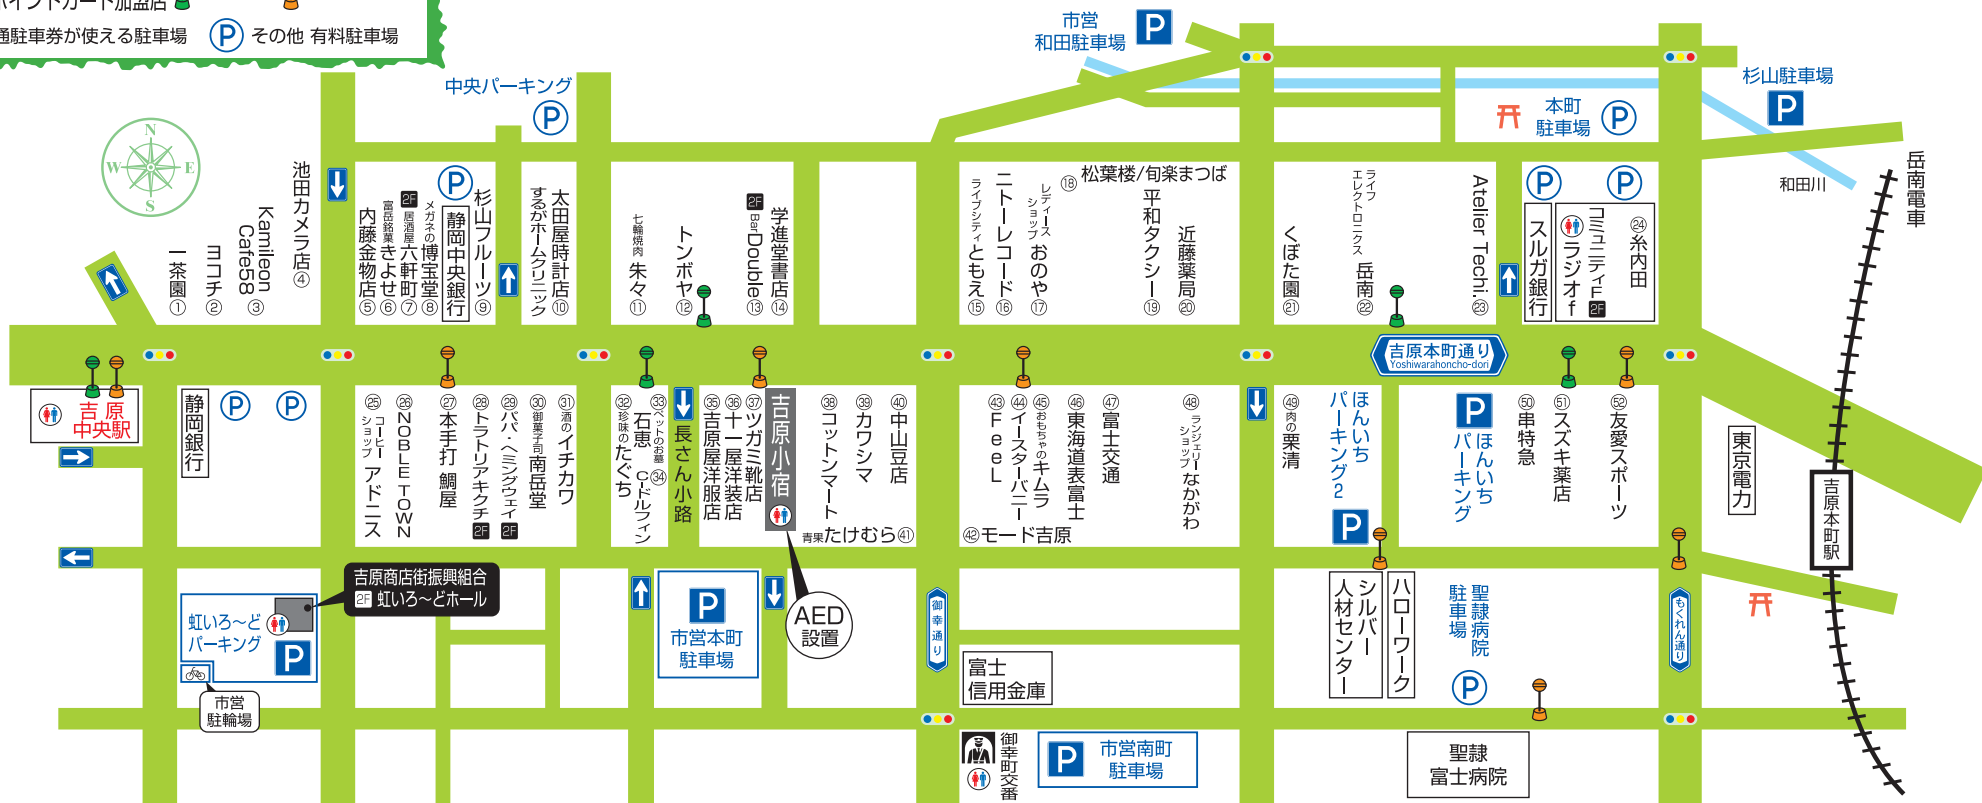 ポイントカード加盟店
通駐車券が使える駐車場
P その他 有料駐車場
N
W E
S
中央パーキング
P
市営
和田駐車場
P
杉山駐車場
P
本町
駐車場
P
和田川
岳南電車
一茶園①
ヨコチ②
Kamileon
Cafe58③
池田カメラ店④
内藤金物店⑤
富岳銘菓 きよせ⑥
2F 居酒屋 六軒町⑦
メガネの博宝堂⑧
P
静岡中央銀行
杉山フルーツ⑨
するがホームクリニック
太田屋時計店⑩
七輪焼肉 朱々⑪
トンボヤ⑫
2F Bar Double⑬
学進堂書店⑭
ライブシティ ともえ⑮
ニトーレコード⑯
レディースショップ おのや⑰
⑱松葉楼/旬楽まつば
平和タクシー⑲
近藤薬局⑳
くぼた園㉑
ライフエレクトロニクス 岳南㉒
Atelier Techi.㉓
P
スルガ銀行
P
コミュニティF
ラジオf 2F
㉔糸内田
吉原本町通り
Yoshiwarahoncho-dori
吉原
中央駅
静岡銀行
P
P
㉕コーヒーショップ アドニス
㉖NOBLE TOWN
㉗本手打 鯛屋
㉘トラトリアキクチ 2F
㉙パパ・ヘミングウェイ 2F
㉚御菓子司 南岳堂
㉛酒のイチカワ
㉜珍味のたぐち
㉝ペットのお墓 石恵
㉞C-ドルフィン
長さん小路
㉟吉原屋洋服店
㊱十一屋洋装店
㊲ツガミ靴店
吉原小宿
㊳コットンマート
㊴カワシマ
㊵中山豆店
青果たけむら㊶
㊷モード吉原
㊸FeeL
㊹イースターバニー
㊺おもちゃのキムラ
㊻東海道表富士
㊼富士交通
㊽ランジェリーショップ なかがわ
㊾肉の栗清
ほんいち
パーキング2
P
P
ほんいち
パーキング
㊿串特急
51スズキ薬店
52友愛スポーツ
東京電力
吉原本町駅
吉原商店街振興組合
2F 虹いろ～どホール
虹いろ～ど
パーキング
P
市営
駐輪場
P
市営本町
駐車場
AED
設置
御幸通り
富士
信用金庫
御幸町交番
P
市営南町
駐車場
シルバー
人材センター
ハローワーク
聖隷病院
駐車場
P
もくれん通り
聖隷
富士病院